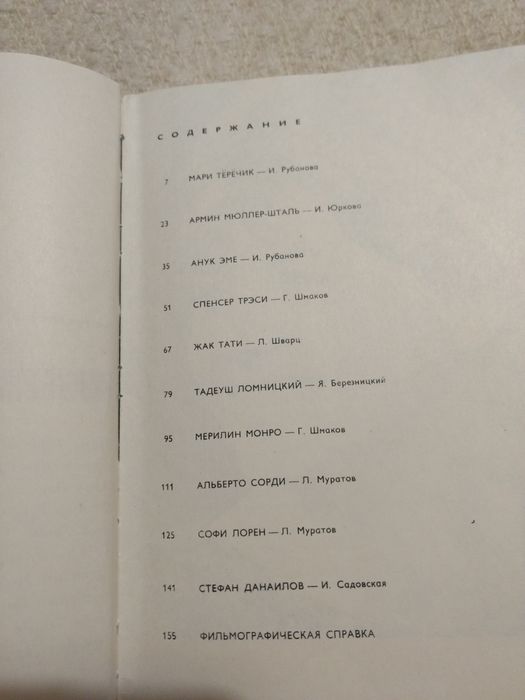 СОДЕРЖАНИЕ
7 МАРИ ТЕРЕЧИК — И. Рубанова
23 АРМИН МЮЛЛЕР-ШТАЛЬ — И. Юркова
35 АНУК ЭМЕ — И. Рубанова
51 СПЕНСЕР ТРЭСИ — Г. Шмаков
67 ЖАК ТАТИ — Л. Шварц
79 ТАДЕУШ ЛОМНИЦКИЙ — Я. Березницкий
95 МЕРИЛИН МОНРО — Г. Шмаков
111 АЛЬБЕРТО СОРДИ — Л. Муратов
125 СОФИ ЛОРЕН — Л. Муратов
141 СТЕФАН ДАНАИЛОВ — И. Садовская
155 ФИЛЬМОГРАФИЧЕСКАЯ СПРАВКА